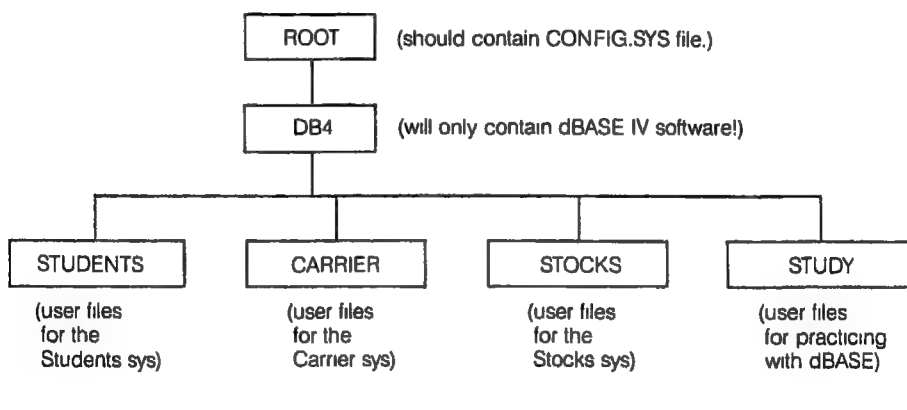 ROOT (should contain CONFIG.SYS file.)
DB4 (will only contain dBASE IV software!)
STUDENTS CARRIER STOCKS STUDY
(user files
for the
Students sys)
(user files
for the
Carrier sys)
(user files
for the
Stocks sys)
(user files
for practicing
with dBASE)